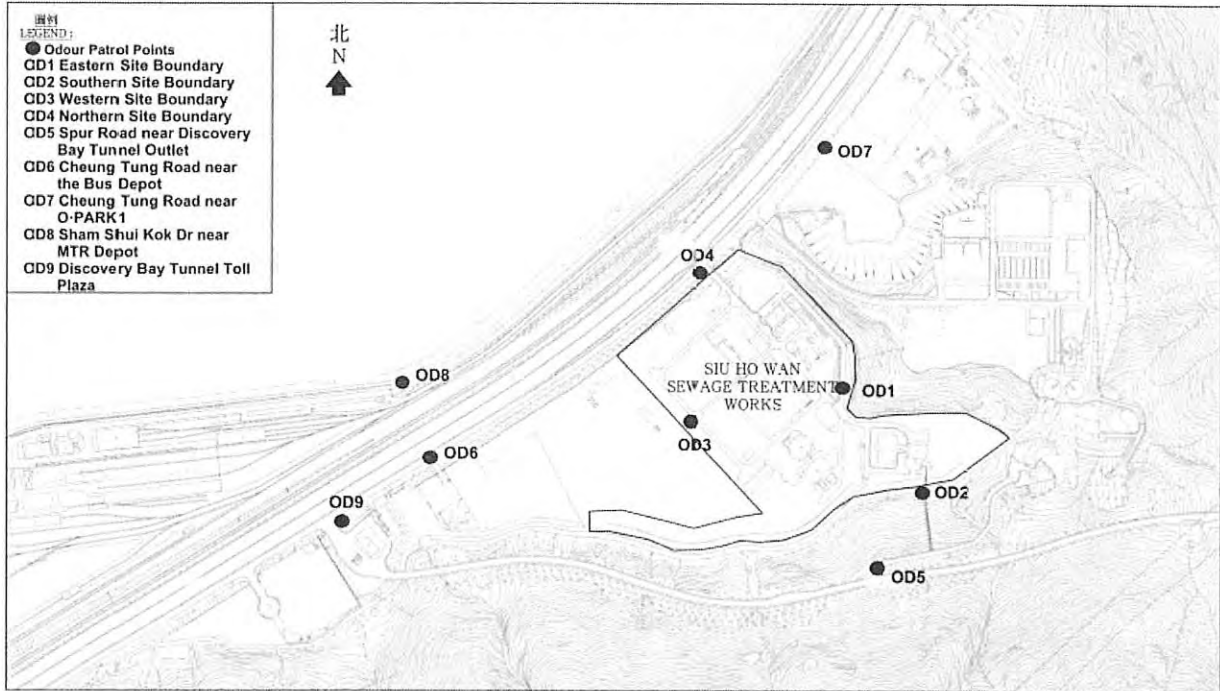 圖例
LEGEND :
Odour Patrol Points
OD1 Eastern Site Boundary
OD2 Southern Site Boundary
OD3 Western Site Boundary
OD4 Northern Site Boundary
OD5 Spur Road near Discovery
Bay Tunnel Outlet
OD6 Cheung Tung Road near
the Bus Depot
OD7 Cheung Tung Road near
O·PARK1
OD8 Sham Shui Kok Dr near
MTR Depot
OD9 Discovery Bay Tunnel Toll
Plaza
北
N
OD7
OD4
OD8
SIU HO WAN
SEWAGE TREATMENT
WORKS
OD1
OD3
OD6
OD2
OD9
OD5